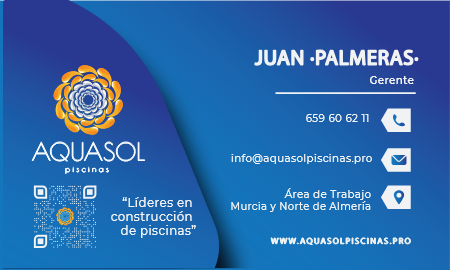 AQUASOL
piscinas
“Líderes en
construcción
de piscinas”
JUAN ·PALMERAS·
Gerente
659 60 62 11
info@aquasolpiscinas.pro
Área de Trabajo
Murcia y Norte de Almería
WWW.AQUASOLPISCINAS.PRO